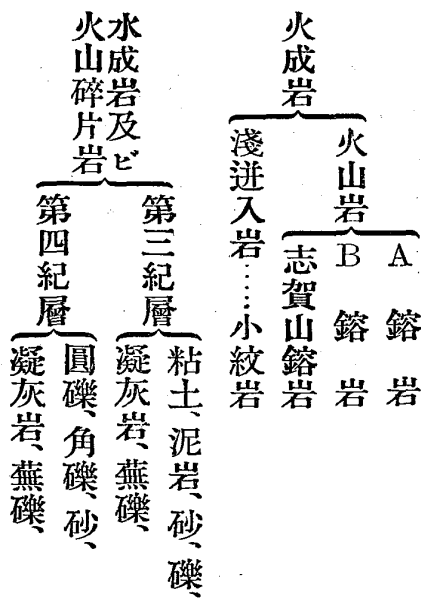 火成岩
火山岩
A鎔岩
B鎔岩
志賀山鎔岩
淺迸入岩……小紋岩
水成岩及ビ
火山碎片岩
第三紀層
粘土、泥岩、砂、礫、
凝灰岩、蕪礫、
第四紀層
圓礫、角礫、砂、
凝灰岩、蕪礫、